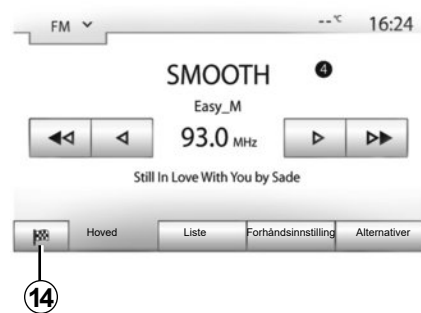 FM --°C 16:24
SMOOTH 4
Easy_M
93.0 MHz
Still In Love With You by Sade
Hoved Liste Forhåndsinnstilling Alternativer
14